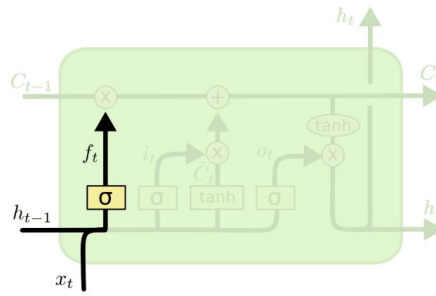 h_t
C_{t-1}
x
+
C
tanh
f_t
i_t
x
C̃_t
o_t
x
σ
σ
tanh
σ
h_{t-1}
h
x_t